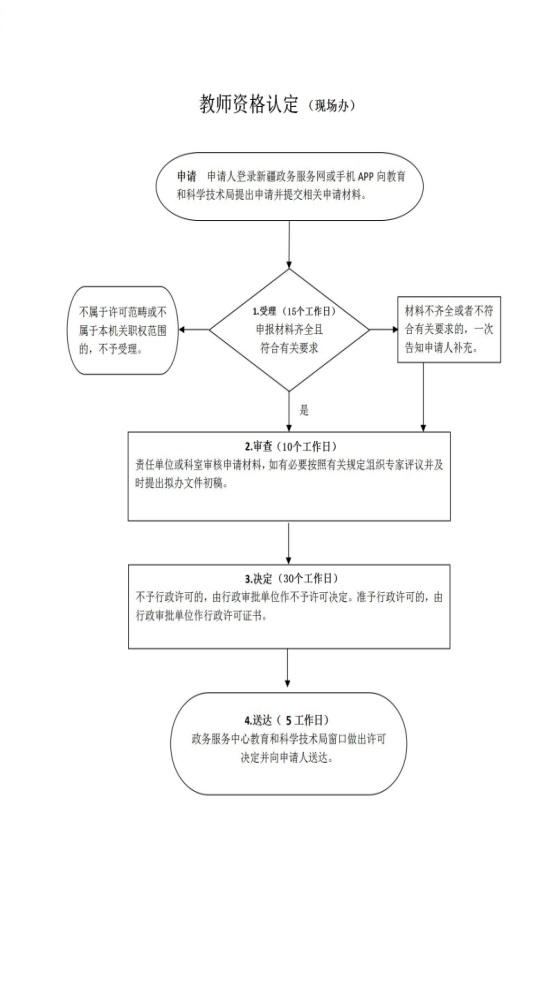 教师资格认定（现场办）
申请 申请人登录新疆政务服务网或手机 APP 向教育
和科学技术局提出申请并提交相关申请材料。
不属于许可范畴或不
属于本机关职权范围
的，不予受理。
1.受理（15个工作日）
申报材料齐全且
符合有关要求
材料不齐全或者不符
合有关要求的，一次
告知申请人补充。
是
2.审查（10个工作日）
责任单位或科室审核申请材料，如有必要按照有关规定组织专家评议并及
时提出拟办文件初稿。
3.决定（30个工作日）
不予行政许可的，由行政审批单位作不予许可决定。准予行政许可的，由
行政审批单位作行政许可证书。
4.送达（ 5 工作日）
政务服务中心教育和科学技术局窗口做出许可
决定并向申请人送达。